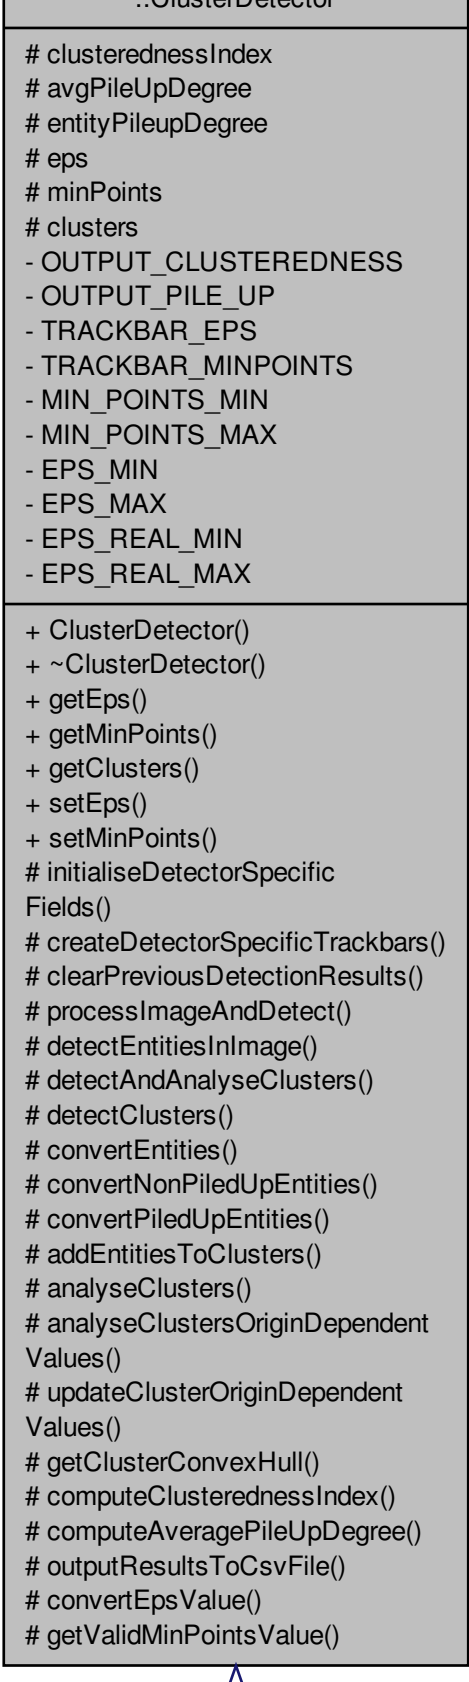 ::ClusterDetector
# clusterednessIndex
# avgPileUpDegree
# entityPileupDegree
# eps
# minPoints
# clusters
- OUTPUT_CLUSTEREDNESS
- OUTPUT_PILE_UP
- TRACKBAR_EPS
- TRACKBAR_MINPOINTS
- MIN_POINTS_MIN
- MIN_POINTS_MAX
- EPS_MIN
- EPS_MAX
- EPS_REAL_MIN
- EPS_REAL_MAX
+ ClusterDetector()
+ ~ClusterDetector()
+ getEps()
+ getMinPoints()
+ getClusters()
+ setEps()
+ setMinPoints()
# initialiseDetectorSpecific
Fields()
# createDetectorSpecificTrackbars()
# clearPreviousDetectionResults()
# processImageAndDetect()
# detectEntitiesInImage()
# detectAndAnalyseClusters()
# detectClusters()
# convertEntities()
# convertNonPiledUpEntities()
# convertPiledUpEntities()
# addEntitiesToClusters()
# analyseClusters()
# analyseClustersOriginDependent
Values()
# updateClusterOriginDependent
Values()
# getClusterConvexHull()
# computeClusterednessIndex()
# computeAveragePileUpDegree()
# outputResultsToCsvFile()
# convertEpsValue()
# getValidMinPointsValue()